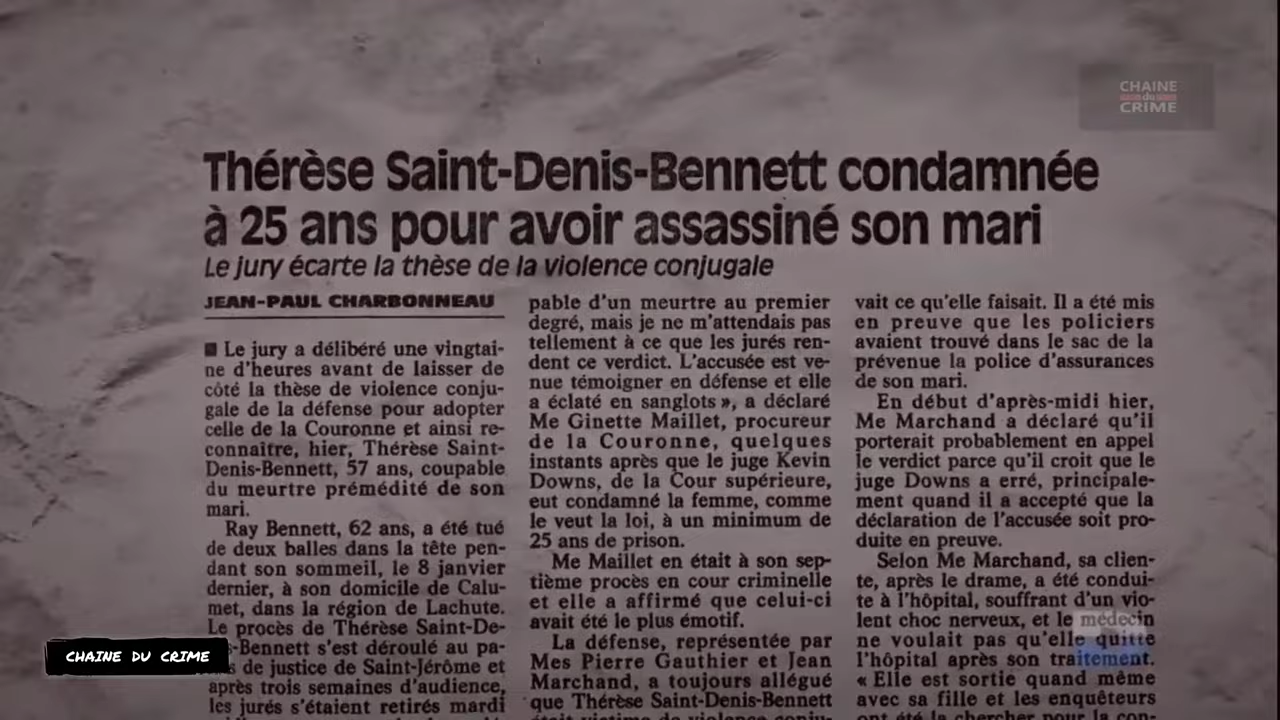 CHAINE
du
CRIME
Thérèse Saint-Denis-Bennett condamnée
à 25 ans pour avoir assassiné son mari
Le jury écarte la thèse de la violence conjugale
JEAN-PAUL CHARBONNEAU
■ Le jury a délibéré une vingtai-
ne d'heures avant de laisser de
côté la thèse de violence conju-
gale de la défense pour adopter
celle de la Couronne et ainsi re-
connaître, hier, Thérèse Saint-
Denis-Bennett, 57 ans, coupable
du meurtre prémédité de son
mari.
Ray Bennett, 62 ans, a été tué
de deux balles dans la tête pen-
dant son sommeil, le 8 janvier
dernier, à son domicile de Calu-
met, dans la région de Lachute.
Le procès de Thérèse Saint-De-
s-Bennett s'est déroulé au pa-
s de justice de Saint-Jérôme et
après trois semaines d'audience,
les jurés s'étaient retirés mardi
pable d'un meurtre au premier
degré, mais je ne m'attendais pas
tellement à ce que les jurés ren-
dent ce verdict. L'accusée est ve-
nue témoigner en défense et elle
a éclaté en sanglots », a déclaré
Me Ginette Maillet, procureur
de la Couronne, quelques
instants après que le juge Kevin
Downs, de la Cour supérieure,
eut condamné la femme, comme
le veut la loi, à un minimum de
25 ans de prison.
Me Maillet en était à son sep-
tième procès en cour criminelle
et elle a affirmé que celui-ci
avait été le plus émotif.
La défense, représentée par
Mes Pierre Gauthier et Jean
Marchand, a toujours allégué
que Thérèse Saint-Denis-Bennett
était victime de violence conju-
vait ce qu'elle faisait. Il a été mis
en preuve que les policiers
avaient trouvé dans le sac de la
prévenue la police d'assurances
de son mari.
En début d'après-midi hier,
Me Marchand a déclaré qu'il
porterait probablement en appel
le verdict parce qu'il croit que le
juge Downs a erré, principale-
ment quand il a accepté que la
déclaration de l'accusée soit pro-
duite en preuve.
Selon Me Marchand, sa clien-
te, après le drame, a été condui-
te à l'hôpital, souffrant d'un vio-
lent choc nerveux, et le médecin
ne voulait pas qu'elle quitte
l'hôpital après son traitement.
« Elle est sortie quand même
avec sa fille et les enquêteurs
ont été la chercher pour la con-
CHAINE DU CRIME